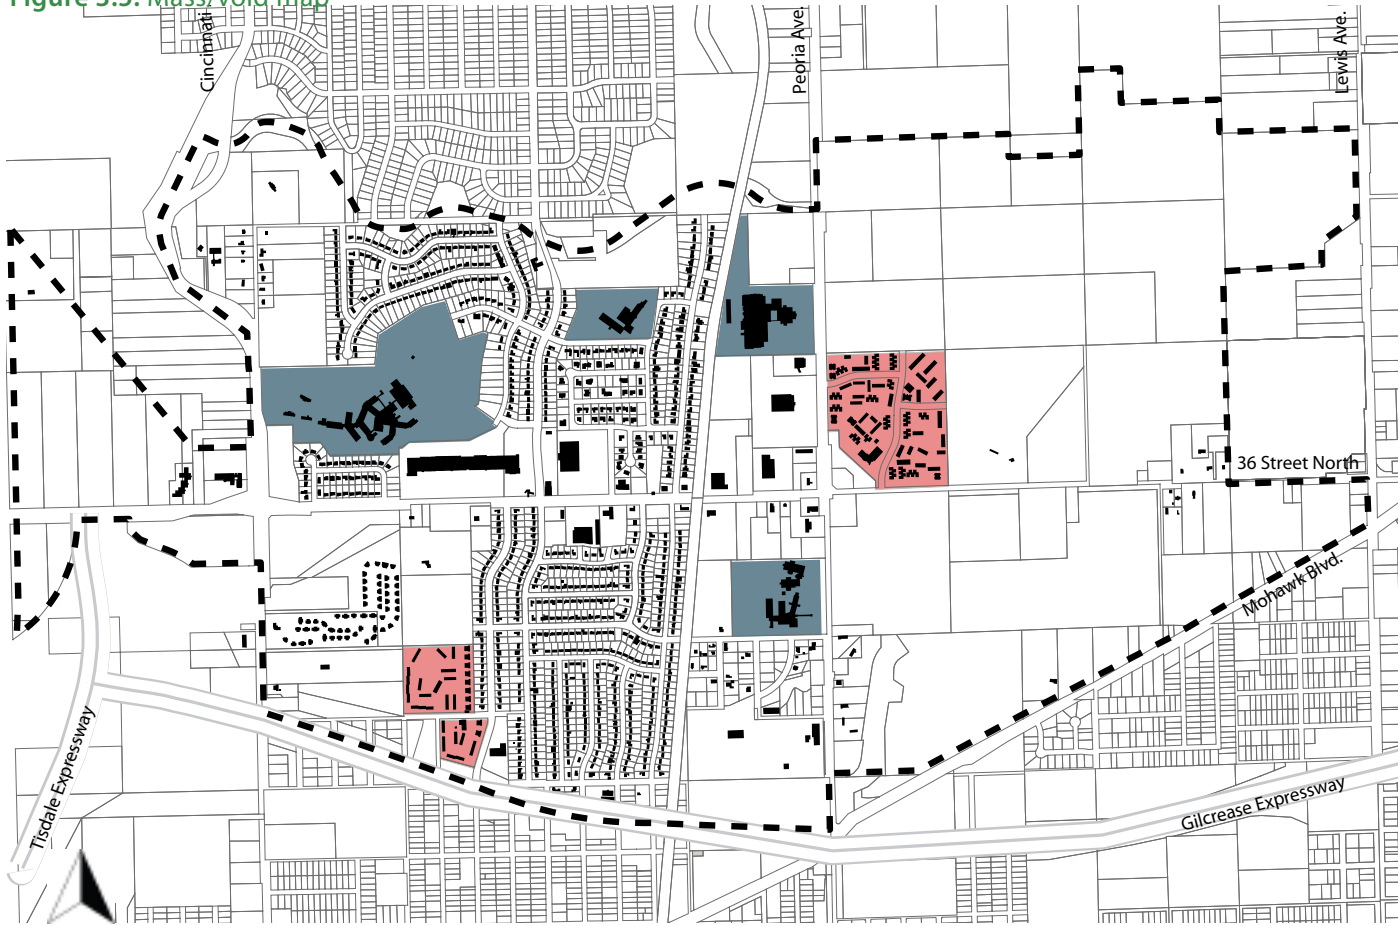 Figure 3.5. Mass/void map
Cincinnati
Peoria Ave.
Lewis Ave.
36 Street North
Mohawk Blvd.
Tisdale Expressway
Gilcrease Expressway